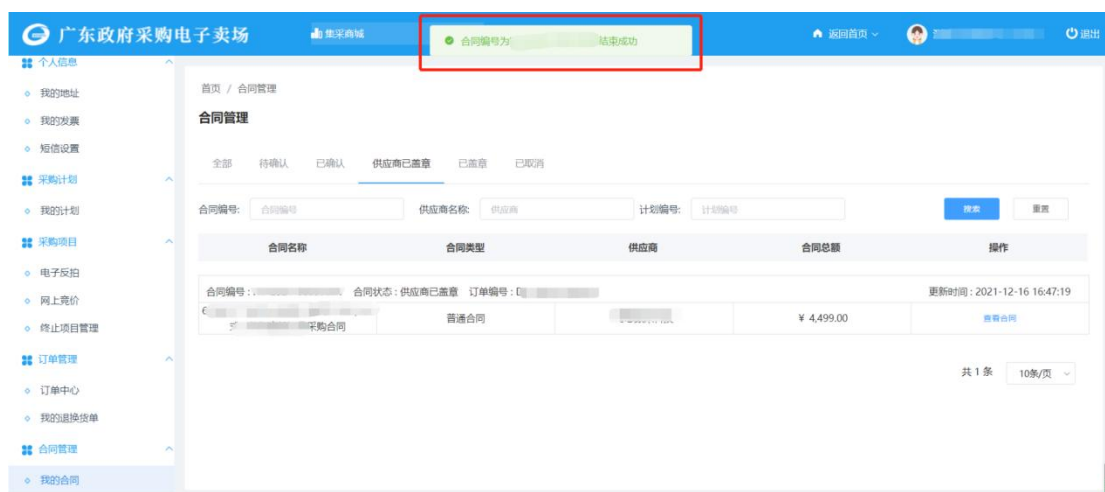 广东政府采购电子卖场
集采商城
合同编号为 结束成功
返回首页
退出
个人信息
我的地址
我的发票
短信设置
采购计划
我的计划
采购项目
电子反拍
网上竞价
终止项目管理
订单管理
订单中心
我的退换货单
合同管理
我的合同
首页 / 合同管理
合同管理
全部 待确认 已确认 供应商已盖章 已盖章 已取消
合同编号: 合同编号 供应商名称: 供应商 计划编号: 计划编号 搜索 重置
合同名称 合同类型 供应商 合同总额 操作
合同编号: 合同状态:供应商已盖章 订单编号: 更新时间:2021-12-16 16:47:19
采购合同 普通合同 ¥ 4,499.00 查看合同
共 1 条 10条/页